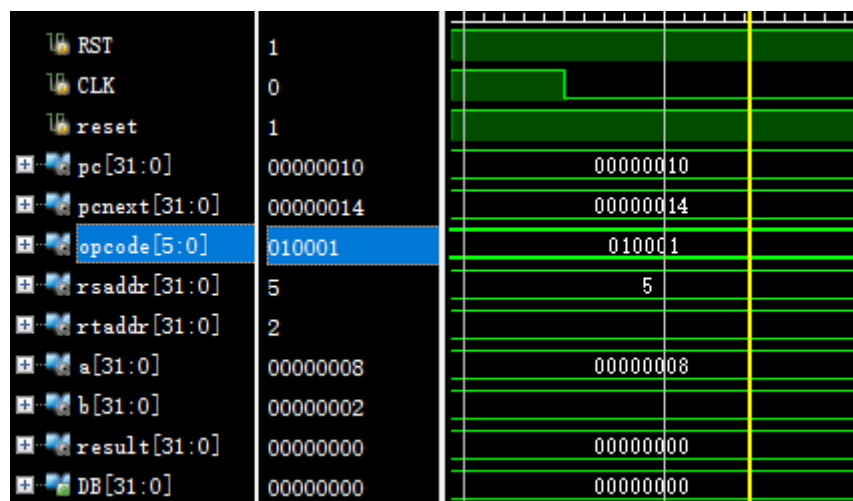 RST 1
CLK 0
reset 1
pc[31:0] 00000010 00000010
pcnext[31:0] 00000014 00000014
opcode[5:0] 010001 010001
rsaddr[31:0] 5 5
rtaddr[31:0] 2
a[31:0] 00000008 00000008
b[31:0] 00000002
result[31:0] 00000000 00000000
DB[31:0] 00000000 00000000